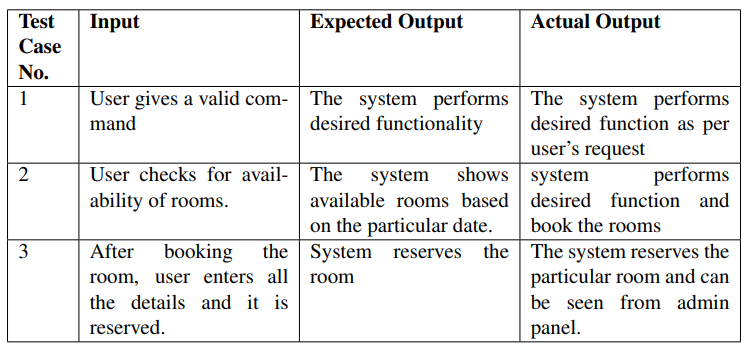 Test Case No.
Input
Expected Output
Actual Output
1
User gives a valid com-
mand
The system performs
desired functionality
The system performs
desired function as per
user's request
2
User checks for avail-
ability of rooms.
The system shows
available rooms based
on the particular date.
system performs
desired function and
book the rooms
3
After booking the
room, user enters all
the details and it is
reserved.
System reserves the
room
The system reserves the
particular room and can
be seen from admin
panel.